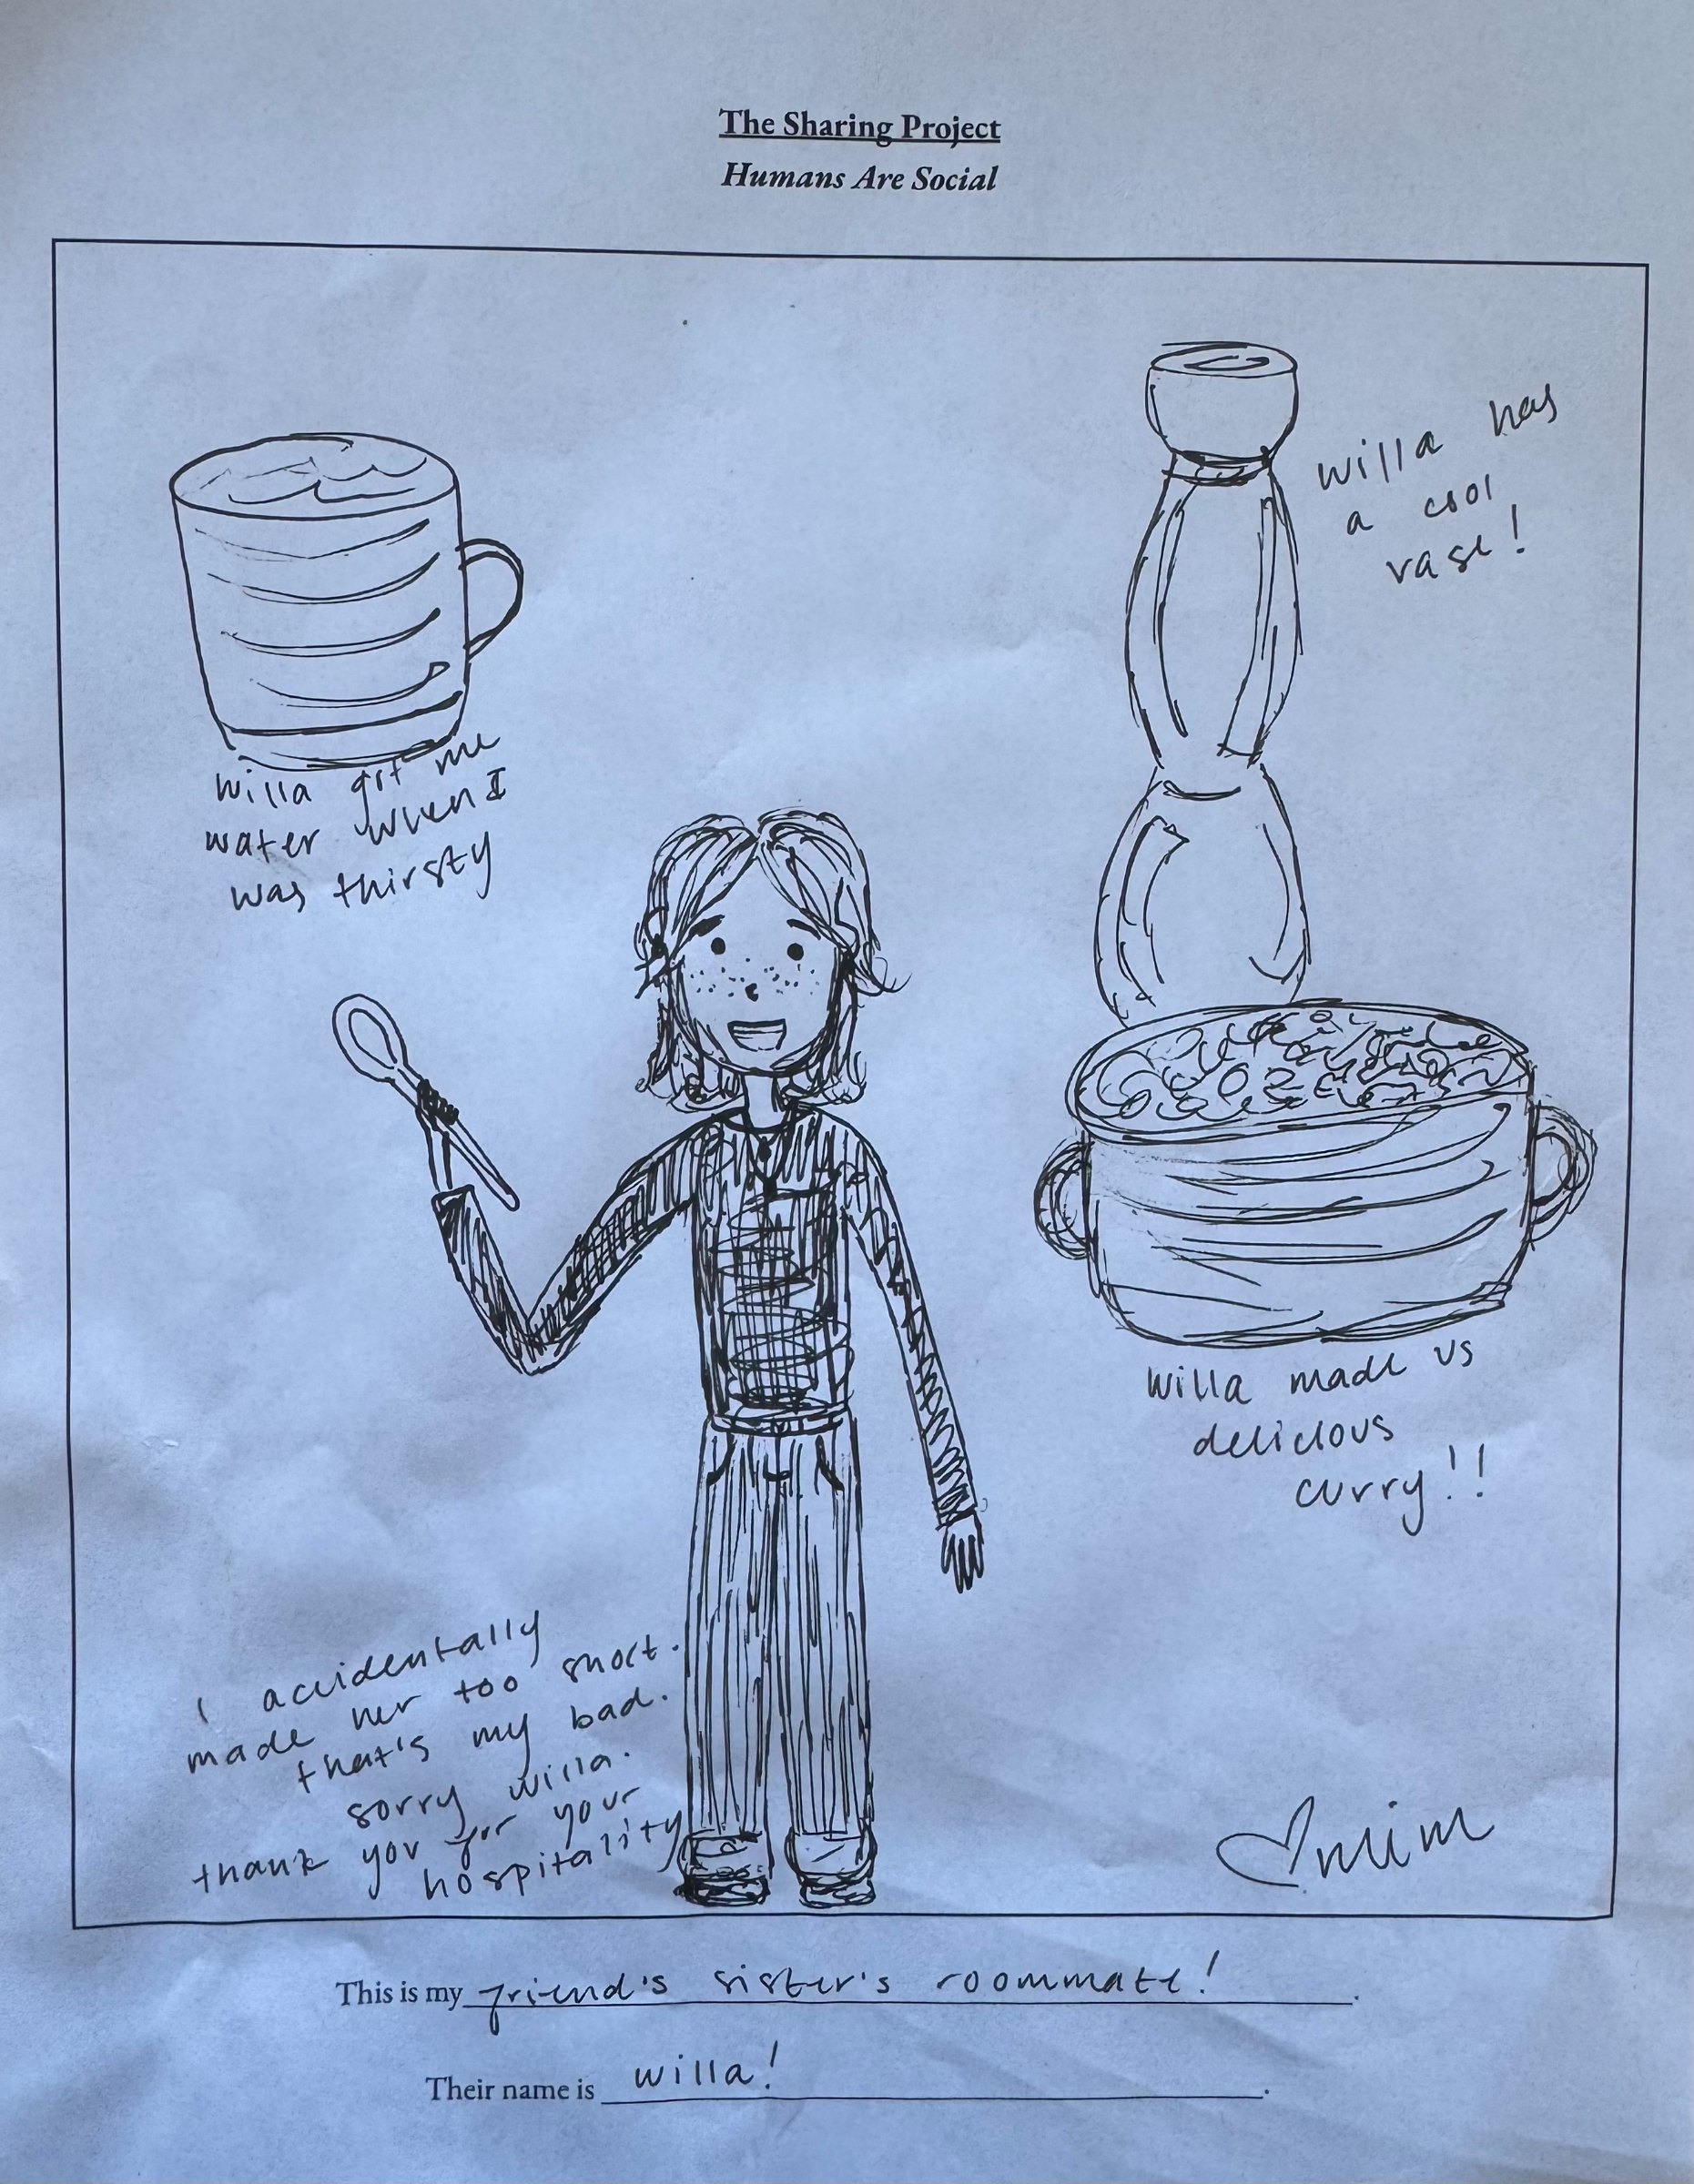 The Sharing Project
Humans Are Social
willa has
a cool
vase!
willa got me
water when I
was thirsty
willa made us
delicious
curry!!
i accidentally
made her too short.
that's my bad.
sorry willa.
thank you for your
hospitality
♡mim
This is my friend's sister's roommate!.
Their name is willa!.